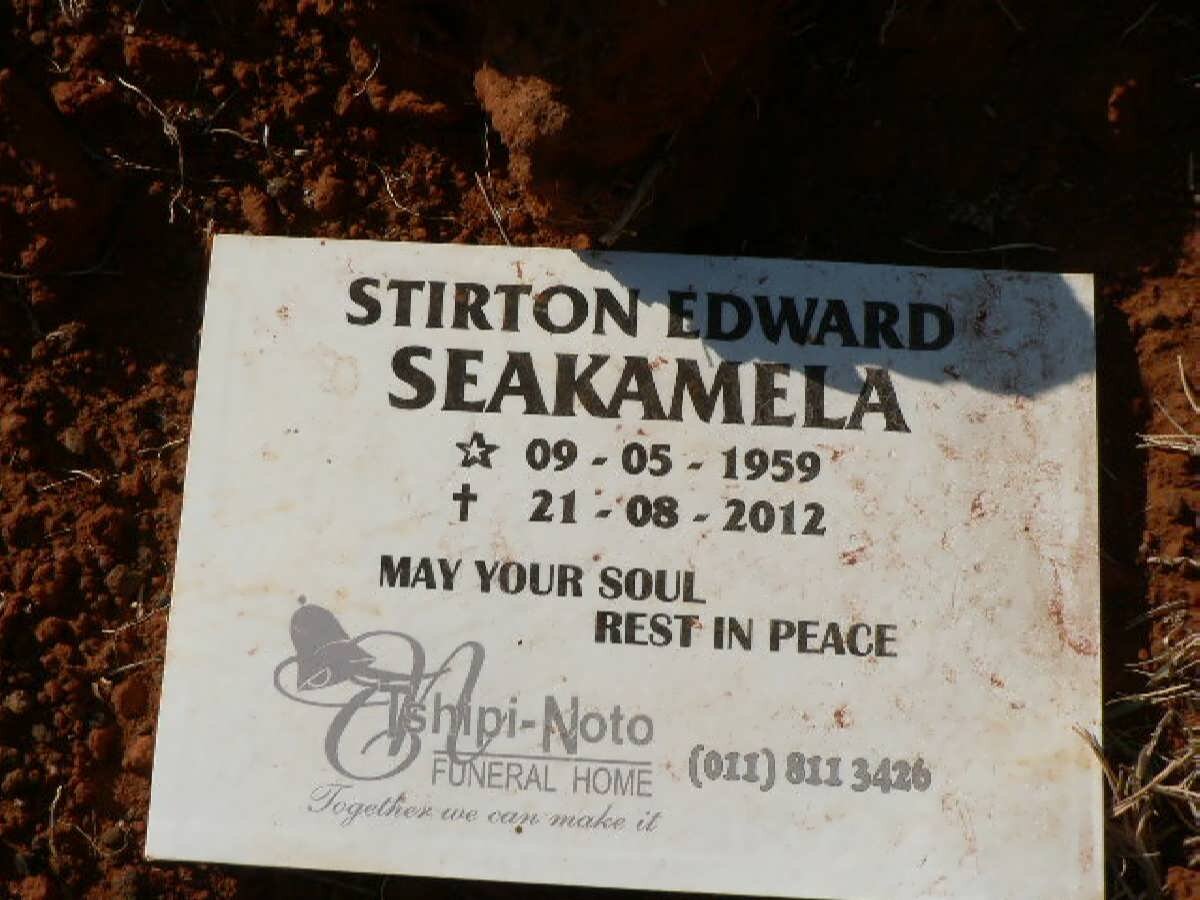 STIRTON EDWARD
SEAKAMELA
☆ 09 - 05 - 1959
✝ 21 - 08 - 2012
MAY YOUR SOUL
REST IN PEACE
Tshipi-Noto
FUNERAL HOME
(011) 811 3426
Together we can make it